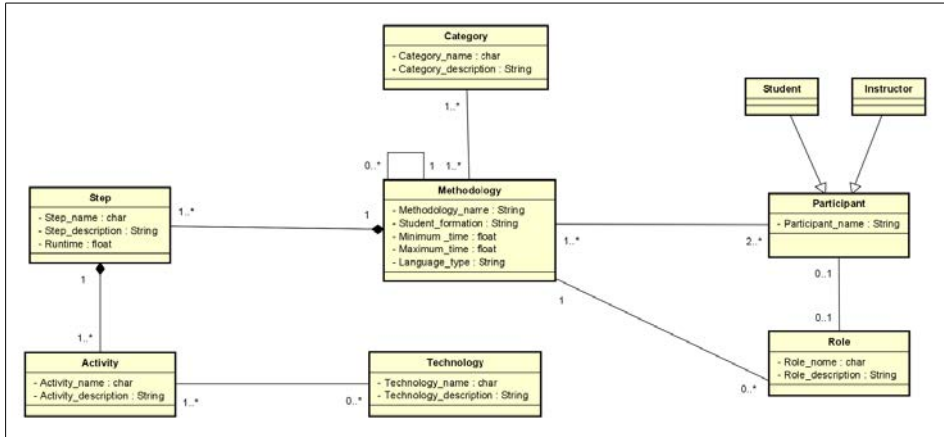 Category
- Category_name : char
- Category_description : String
Student
Instructor
1..*
0..*
1
1..*
Methodology
- Methodology_name : String
- Student_formation : String
- Minimum _time : float
- Maximum_time : float
- Language_type : String
Step
- Step_name : char
- Step_description : String
- Runtime : float
1..*
1
Participant
- Participant_name : String
1..*
2..*
1
0..1
1
0..1
1..*
Activity
- Activity_name : char
- Activity_description : String
Technology
- Technology_name : char
- Technology_description : String
Role
- Role_nome : char
- Role_description : String
1..*
0..*
0..*